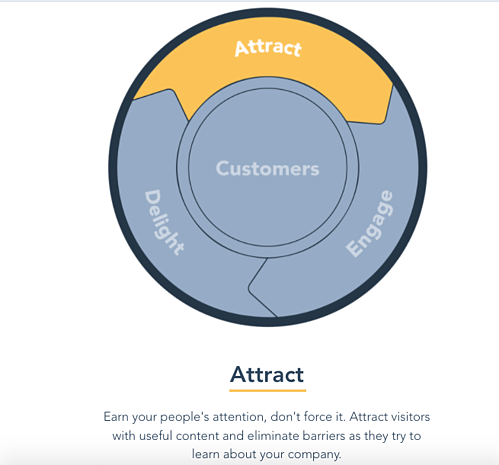 Attract
Customers
Delight
Engage
Attract
Earn your people's attention, don't force it. Attract visitors
with useful content and eliminate barriers as they try to
learn about your company.